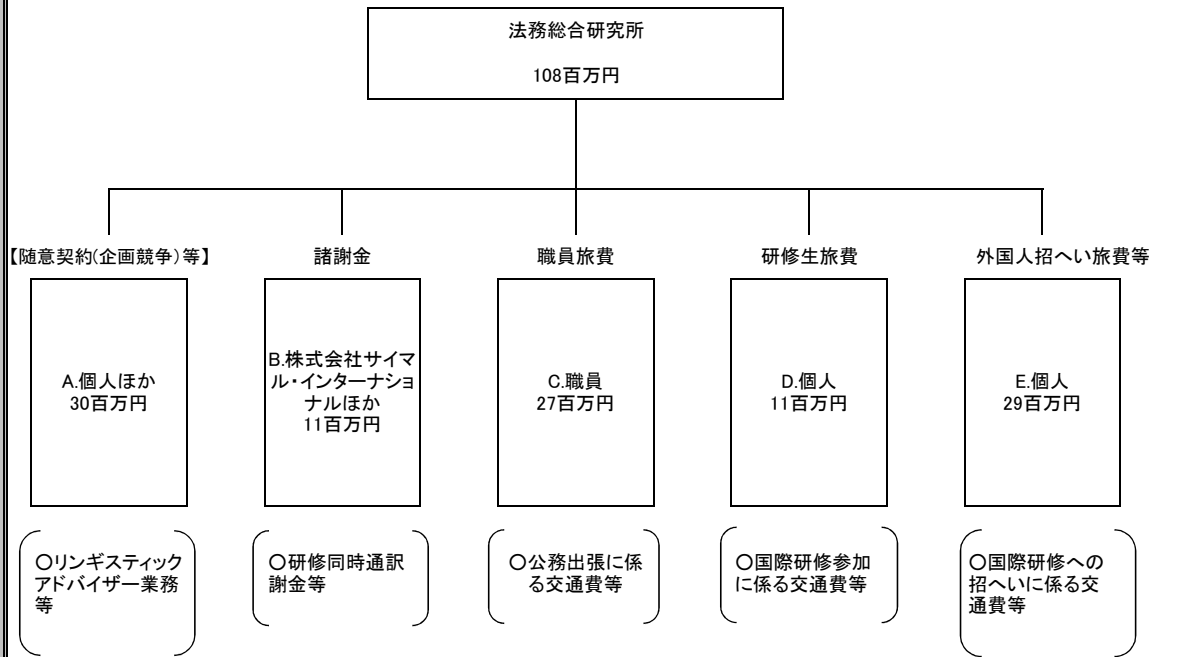 法務総合研究所
108百万円
【随意契約(企画競争)等】
諸謝金
職員旅費
研修生旅費
外国人招へい旅費等
A.個人ほか
30百万円
B.株式会社サイマ
ル・インターナショ
ナルほか
11百万円
C.職員
27百万円
D.個人
11百万円
E.個人
29百万円
〇リンギスティック
アドバイザー業務
等
〇研修同時通訳
謝金等
〇公務出張に係
る交通費等
〇国際研修参加
に係る交通費等
〇国際研修への
招へいに係る交
通費等